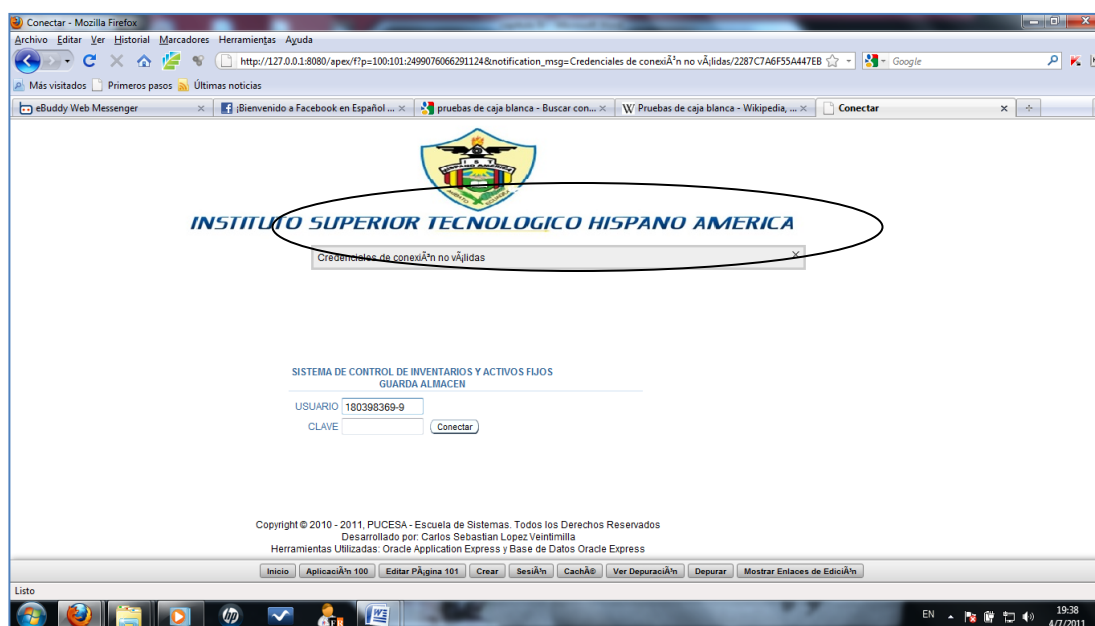 Conectar - Mozilla Firefox
Archivo Editar Ver Historial Marcadores Herramientas Ayuda
http://127.0.0.1:8080/apex/f?p=100:101:2499076066291124&notification_msg=Credenciales de conexiÃ³n no vÃ¡lidas/2287C7A6F55A447EB
Google
Más visitados Primeros pasos Últimas noticias
eBuddy Web Messenger
¡Bienvenido a Facebook en Español ...
pruebas de caja blanca - Buscar con...
W Pruebas de caja blanca - Wikipedia, ...
Conectar
INSTITUTO SUPERIOR TECNOLOGICO HISPANO AMERICA
Credenciales de conexiÃ³n no vÃ¡lidas
SISTEMA DE CONTROL DE INVENTARIOS Y ACTIVOS FIJOS
GUARDA ALMACEN
USUARIO 180398369-9
CLAVE Conectar
Copyright © 2010 - 2011, PUCESA - Escuela de Sistemas. Todos los Derechos Reservados
Desarrollado por: Carlos Sebastian Lopez Veintimilla
Herramientas Utilizadas: Oracle Application Express y Base de Datos Oracle Express
Inicio AplicaciÃ³n 100 Editar PÃ¡gina 101 Crear SesiÃ³n CachÃ© Ver DepuraciÃ³n Depurar Mostrar Enlaces de EdiciÃ³n
Listo
EN 19:38
4/7/2011